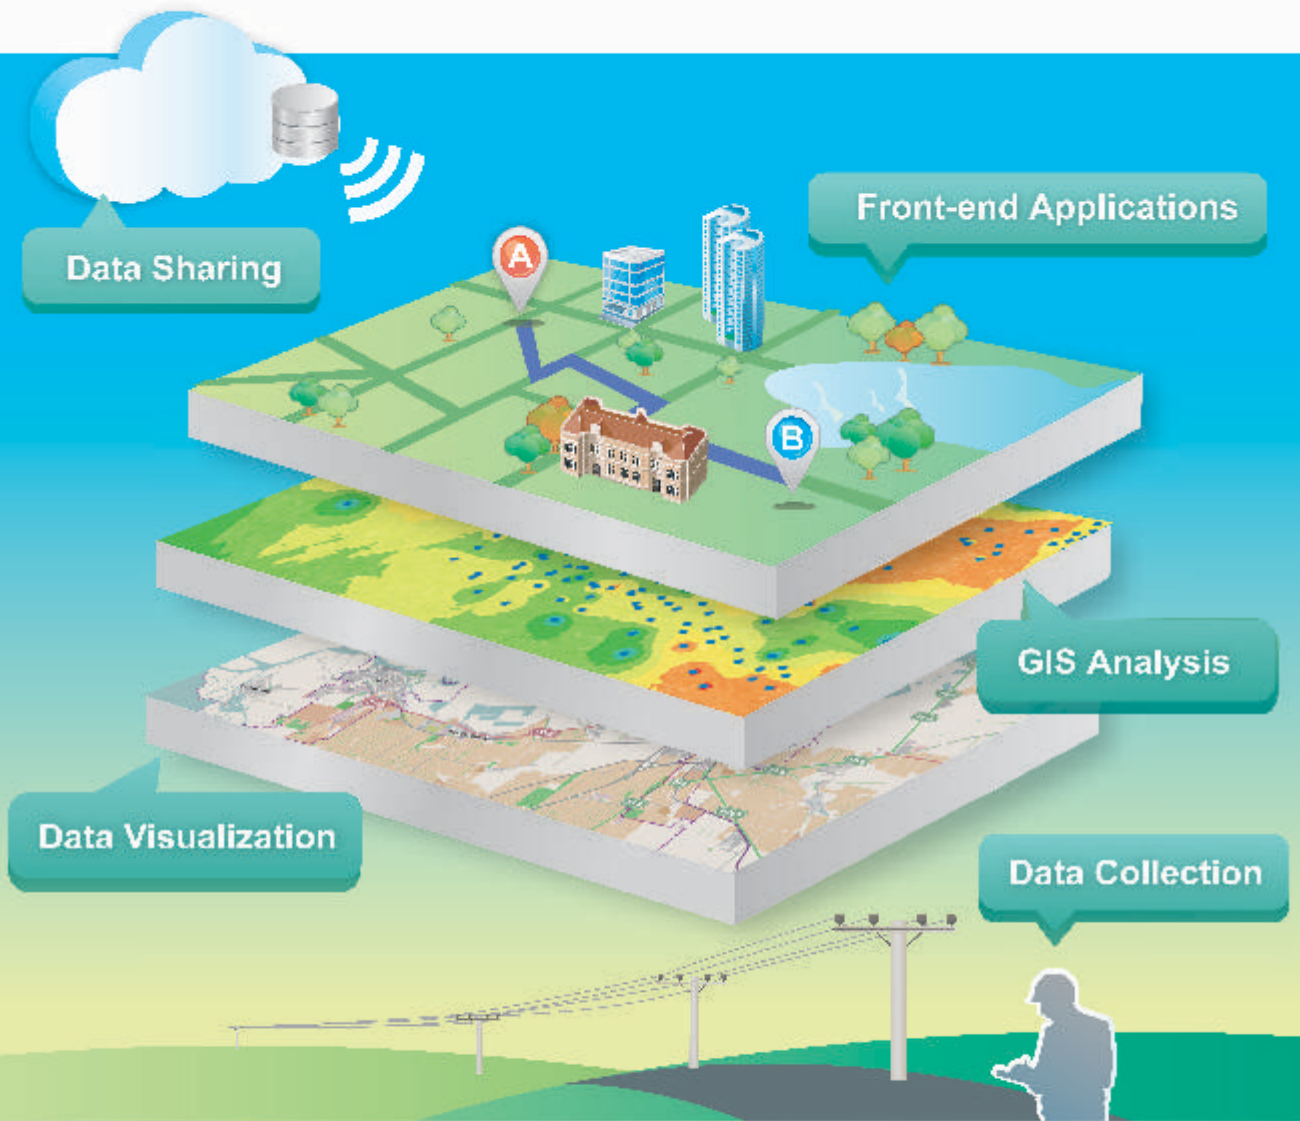 Front-end Applications
Data Sharing
A
B
GIS Analysis
Data Visualization
Data Collection